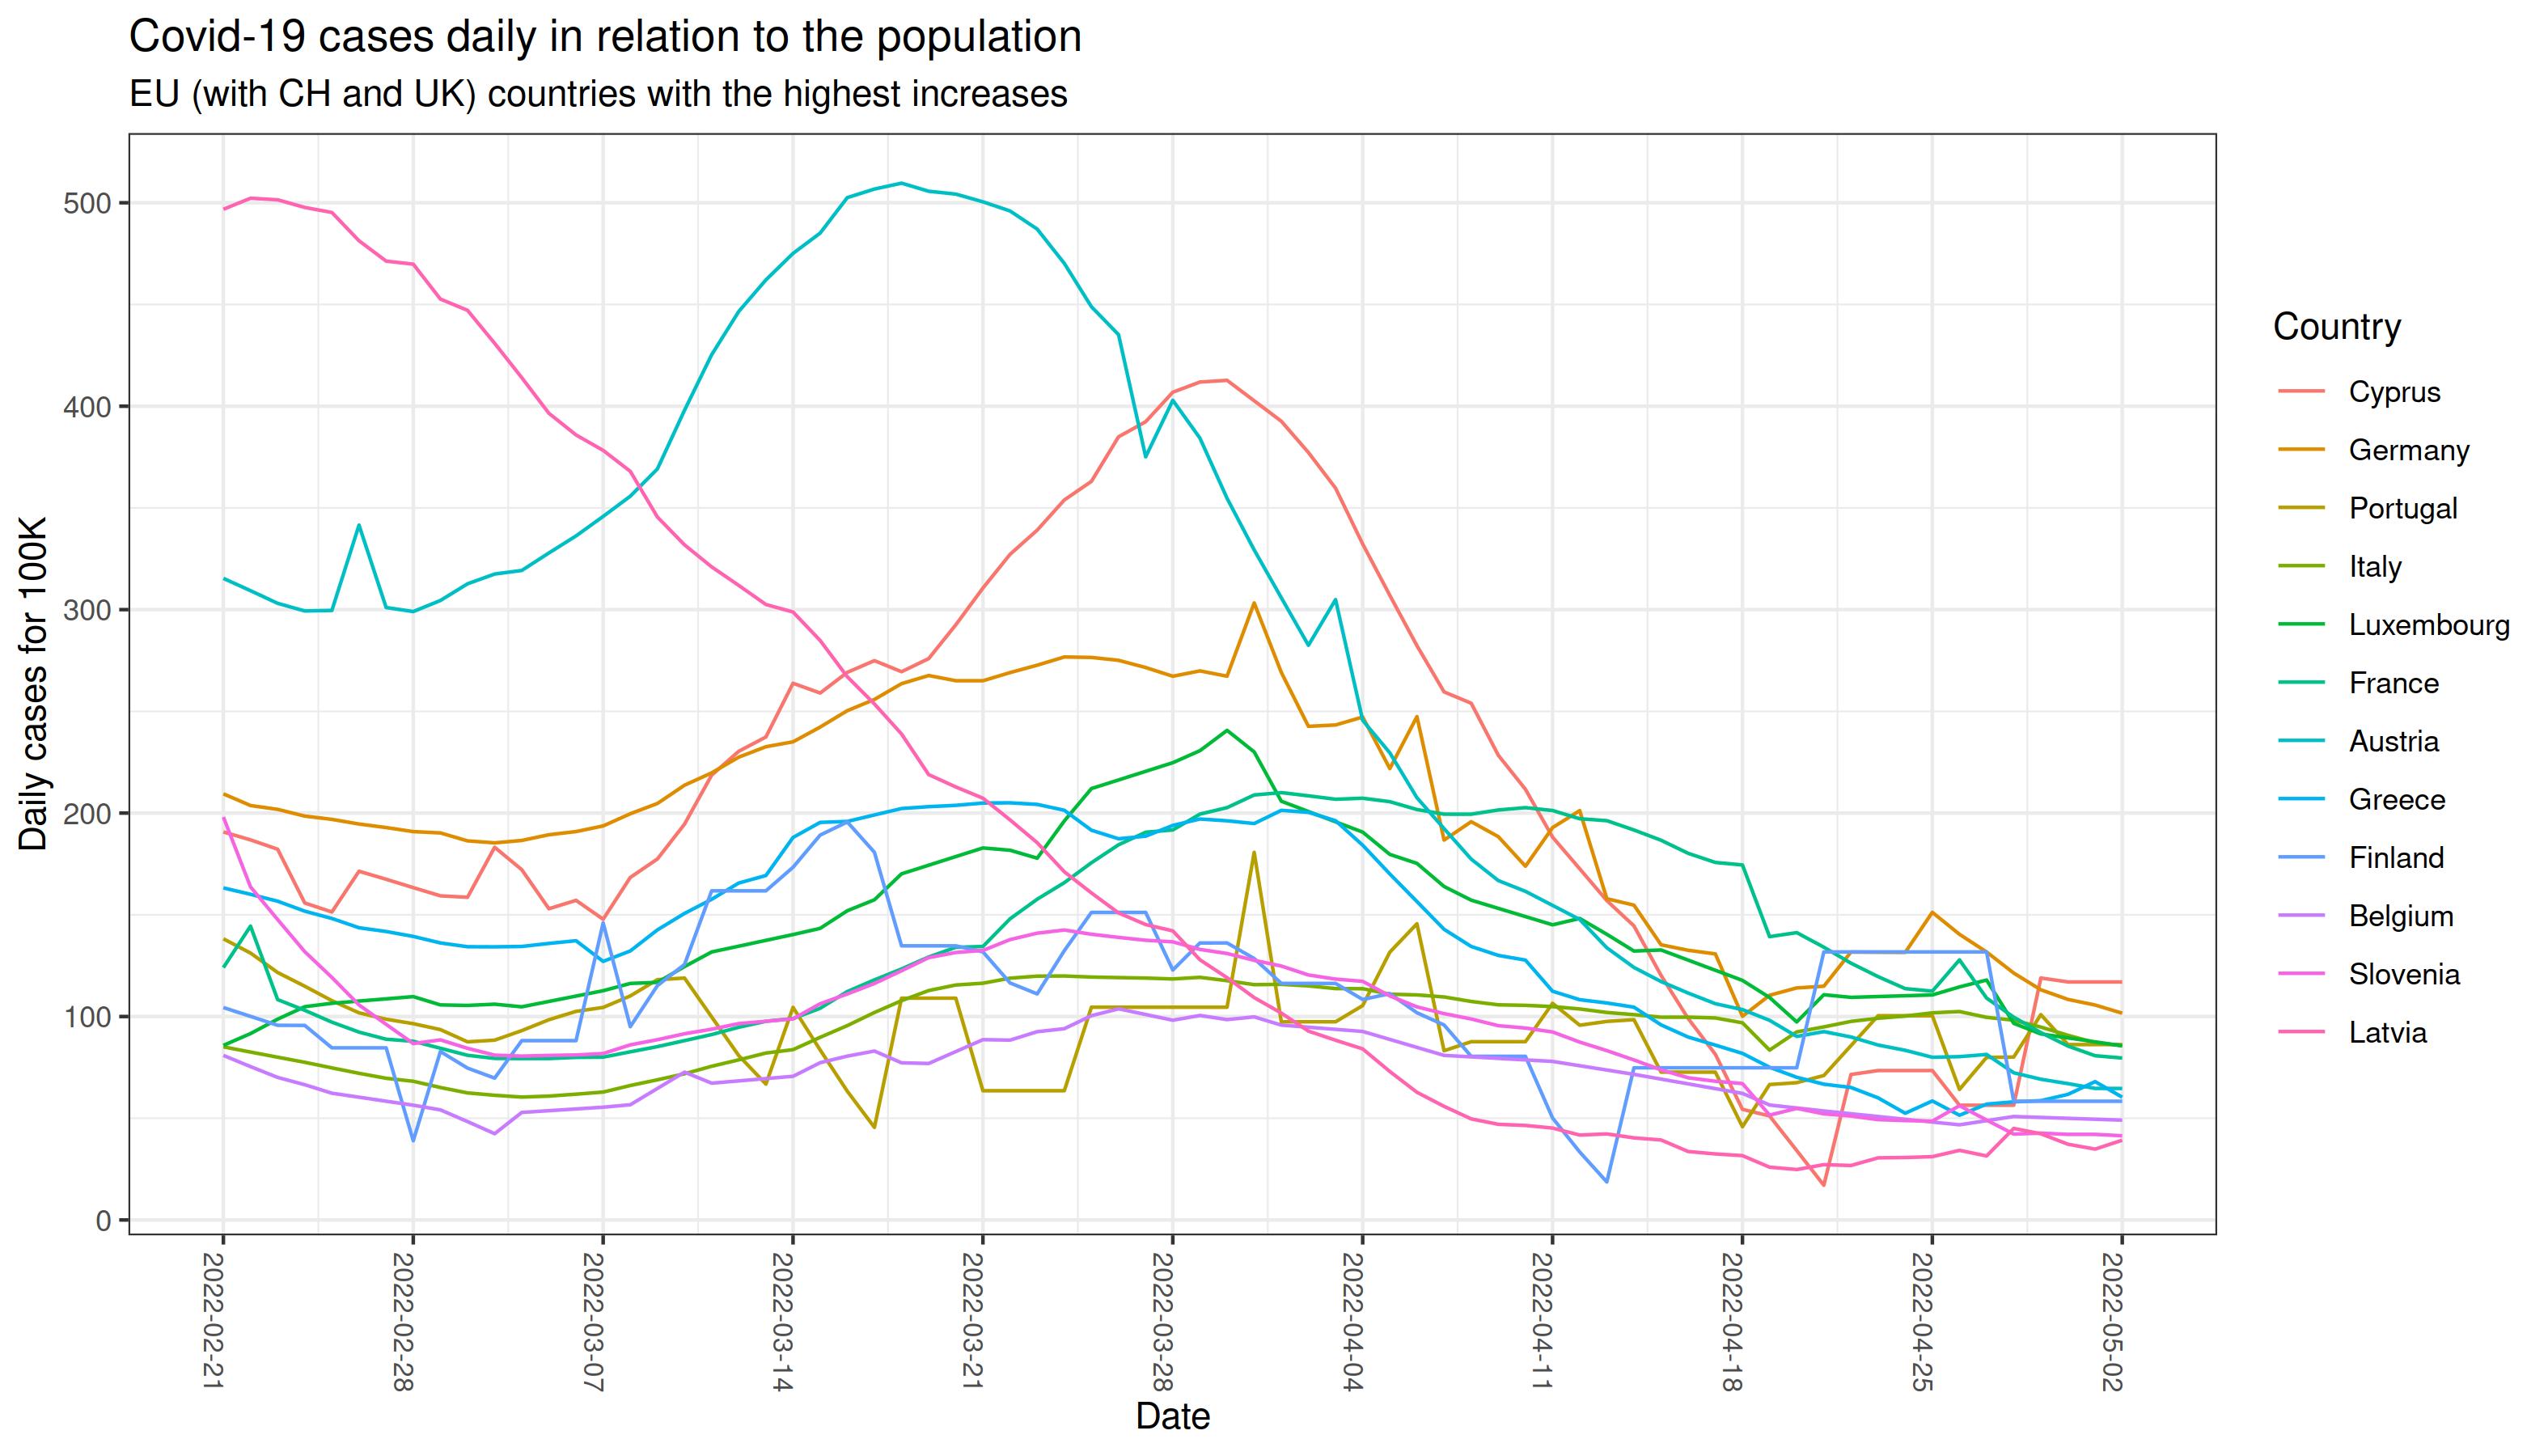 Covid-19 cases daily in relation to the population
EU (with CH and UK) countries with the highest increases
Daily cases for 100K
500
400
300
200
100
0
2022-02-21
2022-02-28
2022-03-07
2022-03-14
2022-03-21
2022-03-28
2022-04-04
2022-04-11
2022-04-18
2022-04-25
2022-05-02
Date
Country
Cyprus
Germany
Portugal
Italy
Luxembourg
France
Austria
Greece
Finland
Belgium
Slovenia
Latvia